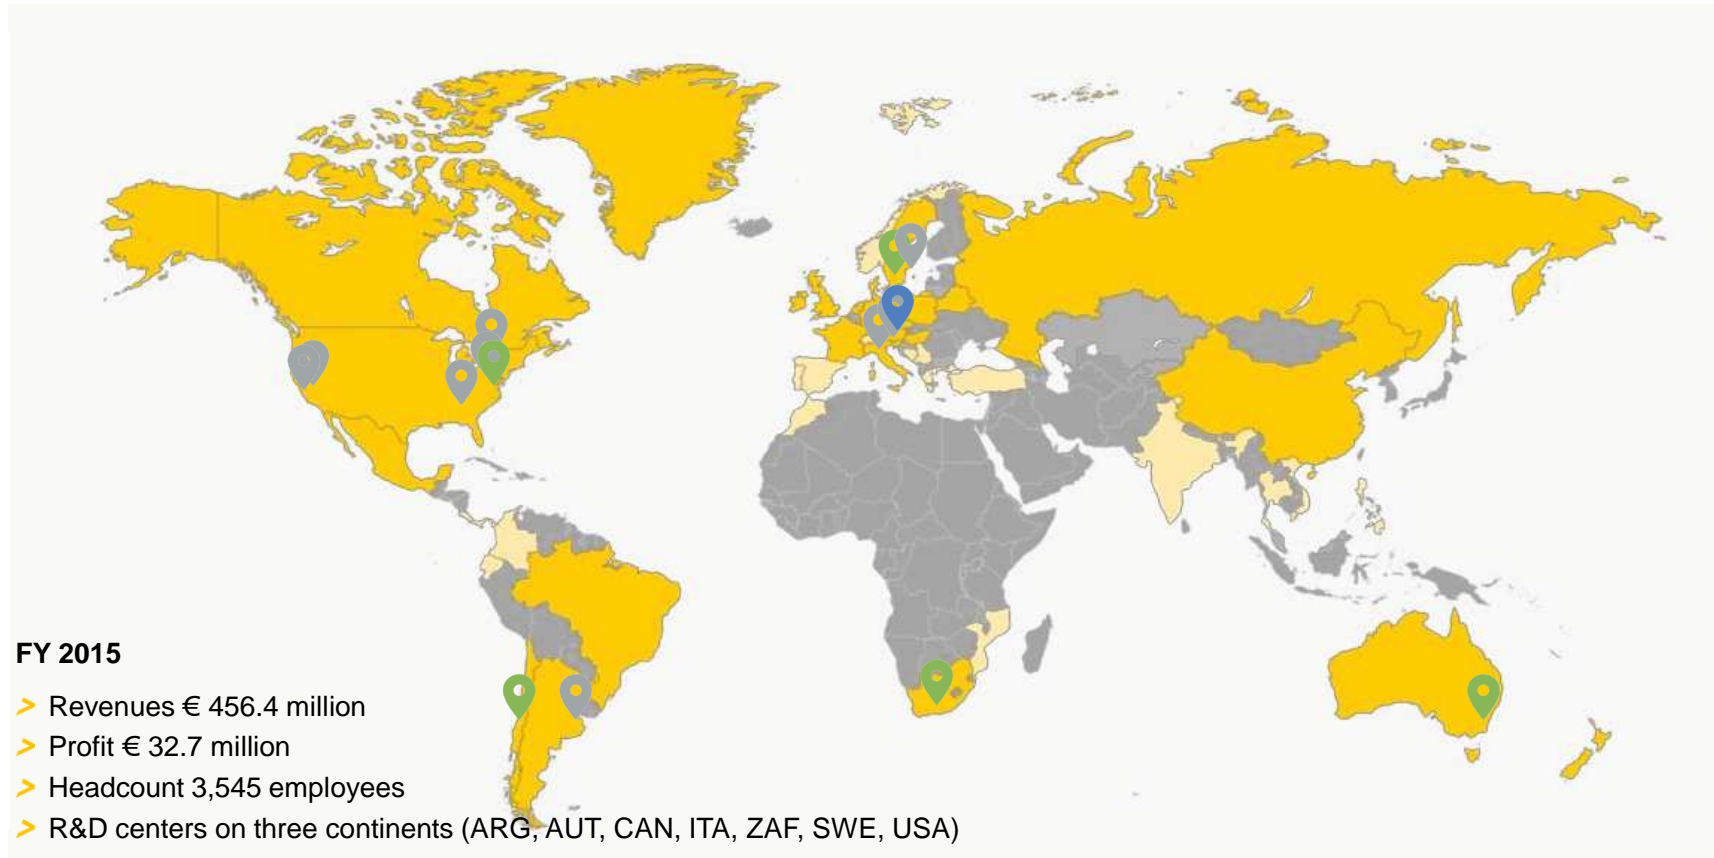 FY 2015
> Revenues € 456.4 million
> Profit € 32.7 million
> Headcount 3,545 employees
> R&D centers on three continents (ARG, AUT, CAN, ITA, ZAF, SWE, USA)